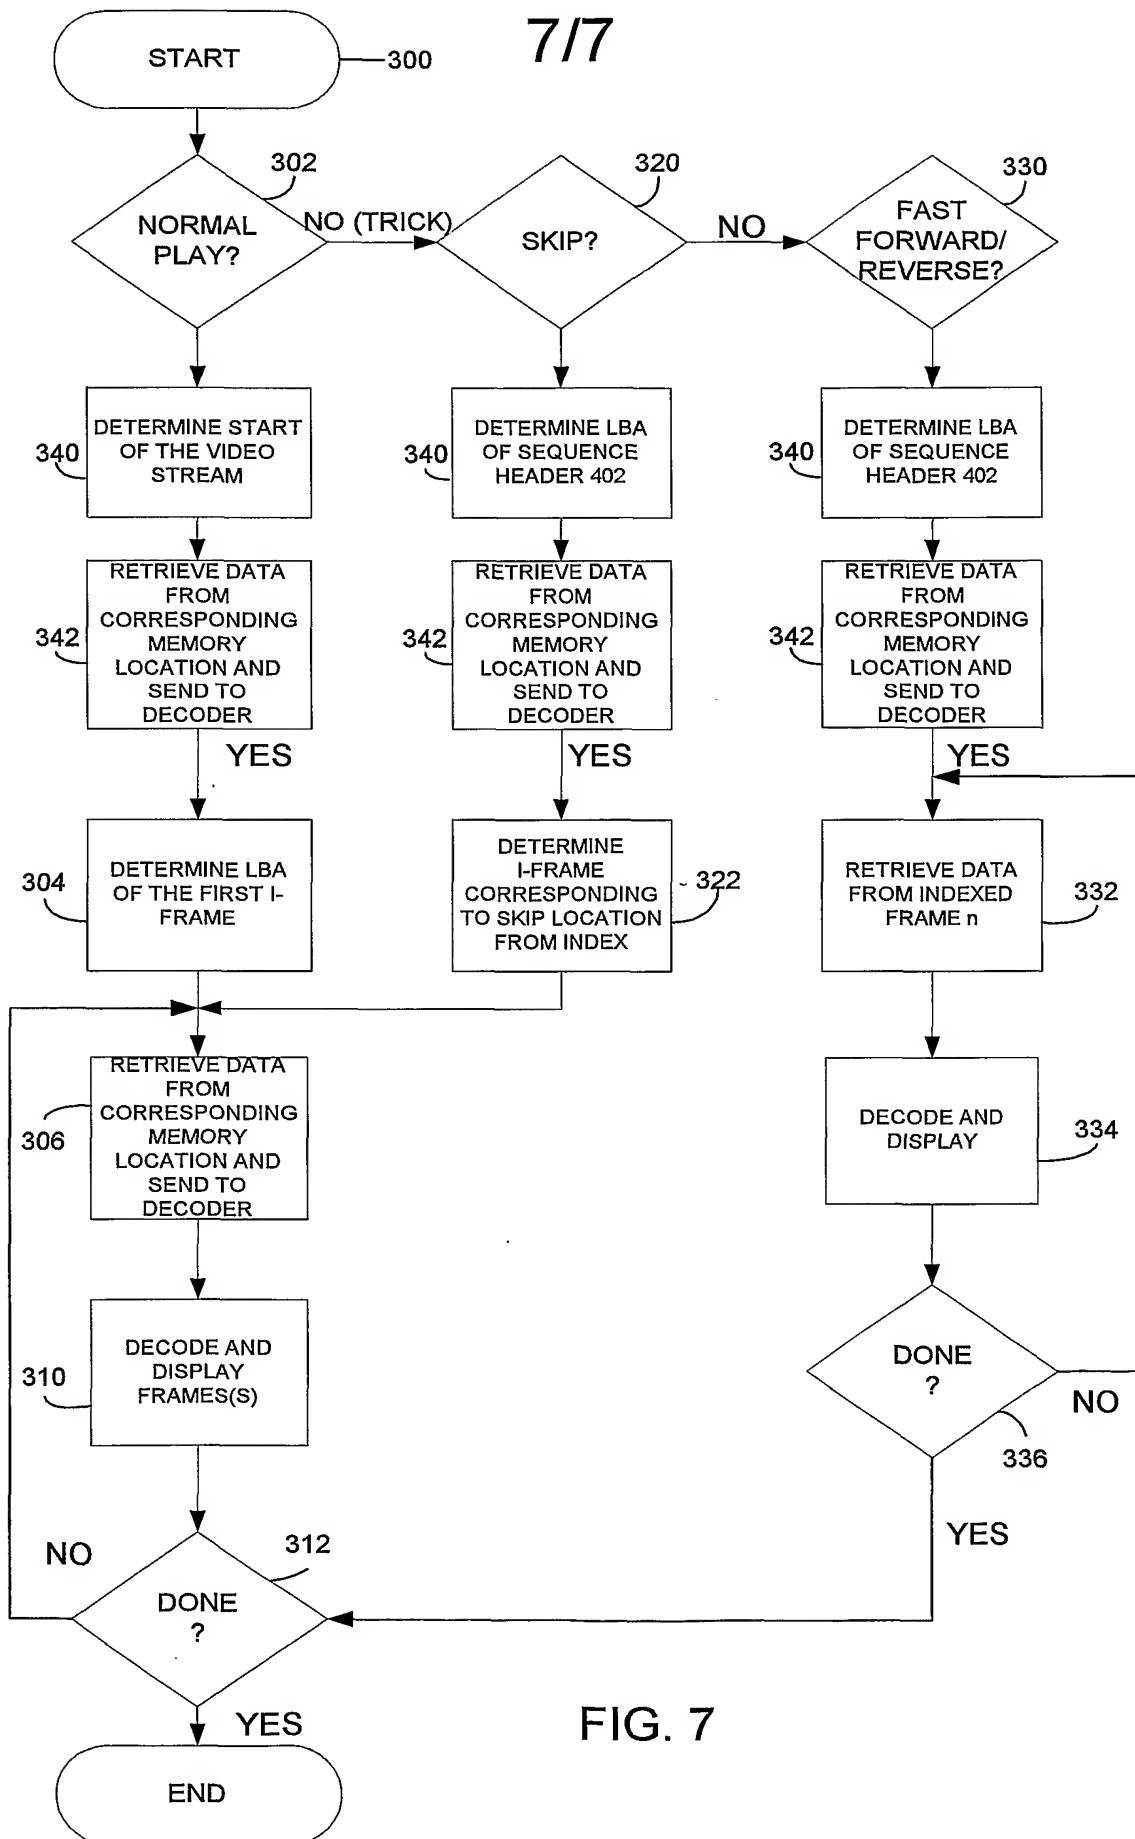 7/7
START
300
302
NORMAL
PLAY?
NO (TRICK)
320
SKIP?
NO
330
FAST
FORWARD/
REVERSE?
340
DETERMINE START
OF THE VIDEO
STREAM
340
DETERMINE LBA
OF SEQUENCE
HEADER 402
340
DETERMINE LBA
OF SEQUENCE
HEADER 402
342
RETRIEVE DATA
FROM
CORRESPONDING
MEMORY
LOCATION AND
SEND TO
DECODER
342
RETRIEVE DATA
FROM
CORRESPONDING
MEMORY
LOCATION AND
SEND TO
DECODER
342
RETRIEVE DATA
FROM
CORRESPONDING
MEMORY
LOCATION AND
SEND TO
DECODER
YES
YES
YES
304
DETERMINE LBA
OF THE FIRST I-
FRAME
DETERMINE
I-FRAME
CORRESPONDING
TO SKIP LOCATION
FROM INDEX
322
RETRIEVE DATA
FROM INDEXED
FRAME n
332
306
RETRIEVE DATA
FROM
CORRESPONDING
MEMORY
LOCATION AND
SEND TO
DECODER
DECODE AND
DISPLAY
334
310
DECODE AND
DISPLAY
FRAMES(S)
DONE
?
NO
336
YES
NO
312
DONE
?
YES
END
FIG. 7